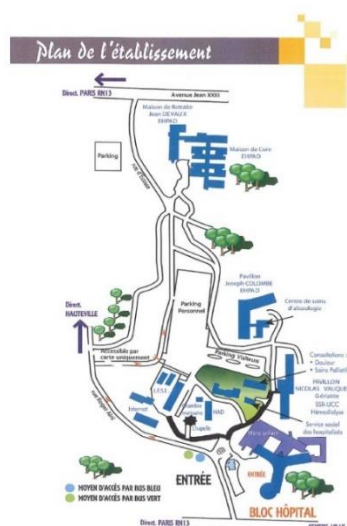 Plan de l'établissement
Direct. PARIS RN13
Avenue Jean XXIII
Maison de Retraite
Jean DEVAUX
EHPAD
Maison de Cure
EHPAD
Parking
Pavillon
Joseph COLOMBE
EHPAD
Centre de soins
d'alcoologie
Parking
Personnel
Direct.
HAUTEVILLE
Parking Visiteurs
Accessible par
carte uniquement
Consultations :
• Douleur
• Soins Palliatifs
PAVILLON
Gériatrie
SSR-UCC
Hémodialyse
I.F.S.I.
Internat
HAD
Chapelle
Service social
des hospitalisés
ENTRÉE
ENTRÉE
BLOC HÔPITAL
MOYEN D'ACCÈS PAR BUS BLEU
MOYEN D'ACCÈS PAR BUS VERT
Direct. PARIS RN13